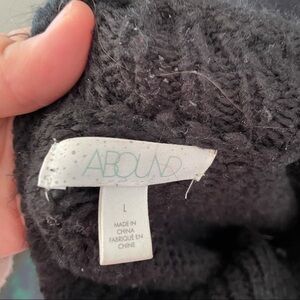 ABOUND
L
MADE IN
CHINA
FABRIQUÉ EN
CHINE